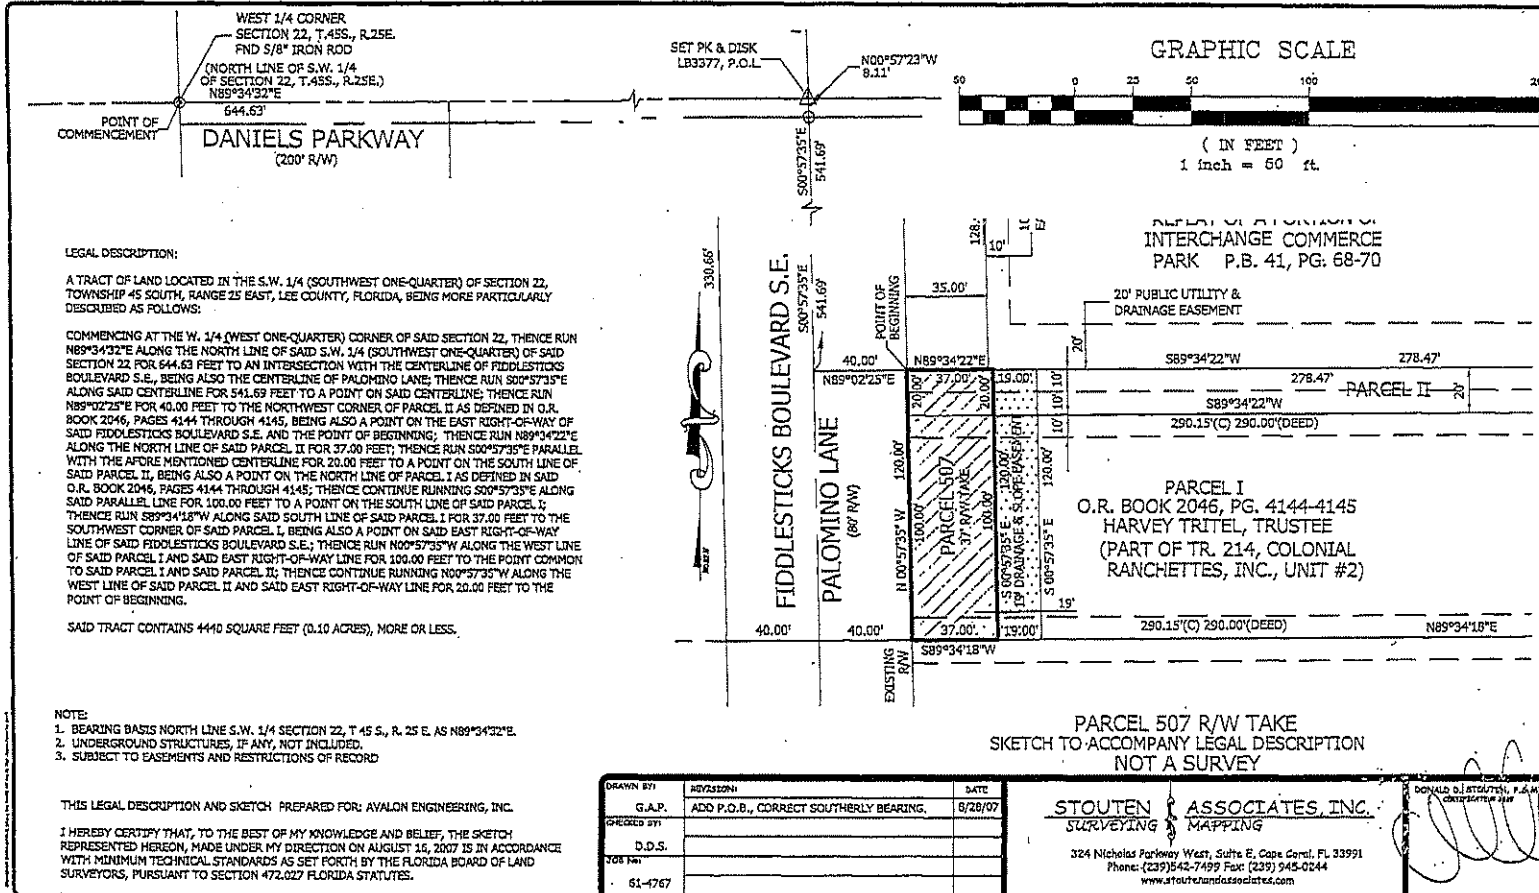 WEST 1/4 CORNER
SECTION 22, T.45S., R.25E.
FND 5/8" IRON ROD
(NORTH LINE OF S.W. 1/4
OF SECTION 22, T.45S., R.25E.)
N89°34'32"E
644.63'
POINT OF
COMMENCEMENT
DANIELS PARKWAY
(200' R/W)
SET PK & DISK
LB3377, P.O.L.
N00°57'23"W
8.11'
S00°57'35"E
541.69'
GRAPHIC SCALE
50 0 25 50 100
( IN FEET )
1 inch = 50 ft.
LEGAL DESCRIPTION:
A TRACT OF LAND LOCATED IN THE S.W. 1/4 (SOUTHWEST ONE-QUARTER) OF SECTION 22,
TOWNSHIP 45 SOUTH, RANGE 25 EAST, LEE COUNTY, FLORIDA, BEING MORE PARTICULARLY
DESCRIBED AS FOLLOWS:
COMMENCING AT THE W. 1/4 (WEST ONE-QUARTER) CORNER OF SAID SECTION 22, THENCE RUN
N89°34'32"E ALONG THE NORTH LINE OF SAID S.W. 1/4 (SOUTHWEST ONE-QUARTER) OF SAID
SECTION 22 FOR 644.63 FEET TO AN INTERSECTION WITH THE CENTERLINE OF FIDDLESTICKS
BOULEVARD S.E., BEING ALSO THE CENTERLINE OF PALOMINO LANE; THENCE RUN S00°57'35"E
ALONG SAID CENTERLINE FOR 541.69 FEET TO A POINT ON SAID CENTERLINE; THENCE RUN
N89°02'25"E FOR 40.00 FEET TO THE NORTHWEST CORNER OF PARCEL II AS DEFINED IN O.R.
BOOK 2046, PAGES 4144 THROUGH 4145, BEING ALSO A POINT ON THE EAST RIGHT-OF-WAY OF
SAID FIDDLESTICKS BOULEVARD S.E. AND THE POINT OF BEGINNING; THENCE RUN N89°34'22"E
ALONG THE NORTH LINE OF SAID PARCEL II FOR 37.00 FEET; THENCE RUN S00°57'35"E PARALLEL
WITH THE AFORE MENTIONED CENTERLINE FOR 20.00 FEET TO A POINT ON THE SOUTH LINE OF
SAID PARCEL II, BEING ALSO A POINT ON THE NORTH LINE OF PARCEL I AS DEFINED IN SAID
O.R. BOOK 2046, PAGES 4144 THROUGH 4145; THENCE CONTINUE RUNNING S00°57'35"E ALONG
SAID PARALLEL LINE FOR 100.00 FEET TO A POINT ON THE SOUTH LINE OF SAID PARCEL I;
THENCE RUN S89°34'18"W ALONG SAID SOUTH LINE OF SAID PARCEL I FOR 37.00 FEET TO THE
SOUTHWEST CORNER OF SAID PARCEL I, BEING ALSO A POINT ON SAID EAST RIGHT-OF-WAY
LINE OF SAID FIDDLESTICKS BOULEVARD S.E.; THENCE RUN N00°57'35"W ALONG THE WEST LINE
OF SAID PARCEL I AND SAID EAST RIGHT-OF-WAY LINE FOR 100.00 FEET TO THE POINT COMMON
TO SAID PARCEL I AND SAID PARCEL II; THENCE CONTINUE RUNNING N00°57'35"W ALONG THE
WEST LINE OF SAID PARCEL II AND SAID EAST RIGHT-OF-WAY LINE FOR 20.00 FEET TO THE
POINT OF BEGINNING.
SAID TRACT CONTAINS 4440 SQUARE FEET (0.10 ACRES), MORE OR LESS.
330.66'
FIDDLESTICKS BOULEVARD S.E.
S00°57'35"E
541.69'
PALOMINO LANE
(80' R/W)
POINT OF
BEGINNING
128.
10'
35.00'
INTERCHANGE COMMERCE
PARK P.B. 41, PG: 68-70
20' PUBLIC UTILITY &
DRAINAGE EASEMENT
20'
40.00'
N89°34'22"E
S89°34'22"W 278.47'
N89°02'25"E
37.00'
19.00'
278.47'
PARCEL II
20'
20.00'
20.00'
10'
10'
10'
S89°34'22"W
290.15'(C) 290.00'(DEED)
N 00°57'35" W
120.00'
100.00'
PARCEL 507
37' R/W TAKE
100.00'
S 00°57'35" E 120.00'
19' DRAINAGE & SLOPE EASEMENT
S 00°57'35" E 120.00'
PARCEL I
O.R. BOOK 2046, PG. 4144-4145
HARVEY TRITEL, TRUSTEE
(PART OF TR. 214, COLONIAL
RANCHETTES, INC., UNIT #2)
19'
40.00'
40.00'
37.00'
19.00'
290.15'(C) 290.00'(DEED)
N89°34'18"E
S89°34'18"W
EXISTING
R/W
NOTE:
1. BEARING BASIS NORTH LINE S.W. 1/4 SECTION 22, T 45 S., R. 25 E. AS N89°34'32"E.
2. UNDERGROUND STRUCTURES, IF ANY, NOT INCLUDED.
3. SUBJECT TO EASEMENTS AND RESTRICTIONS OF RECORD
THIS LEGAL DESCRIPTION AND SKETCH PREPARED FOR: AVALON ENGINEERING, INC.
I HEREBY CERTIFY THAT, TO THE BEST OF MY KNOWLEDGE AND BELIEF, THE SKETCH
REPRESENTED HEREON, MADE UNDER MY DIRECTION ON AUGUST 16, 2007 IS IN ACCORDANCE
WITH MINIMUM TECHNICAL STANDARDS AS SET FORTH BY THE FLORIDA BOARD OF LAND
SURVEYORS, PURSUANT TO SECTION 472.027 FLORIDA STATUTES.
PARCEL 507 R/W TAKE
SKETCH TO ACCOMPANY LEGAL DESCRIPTION
NOT A SURVEY
DRAWN BY:
G.A.P.
CHECKED BY:
D.D.S.
JOB No:
61-4767
REVISION: DATE
ADD P.O.B., CORRECT SOUTHERLY BEARING. 8/28/07
STOUTEN ASSOCIATES, INC.
SURVEYING MAPPING
324 Nicholas Parkway West, Suite E, Cape Coral, FL 33991
Phone: (239)542-7499 Fax: (239) 945-0244
www.stoutenandassociates.com
DONALD D. STOUTEN, P.S.M.